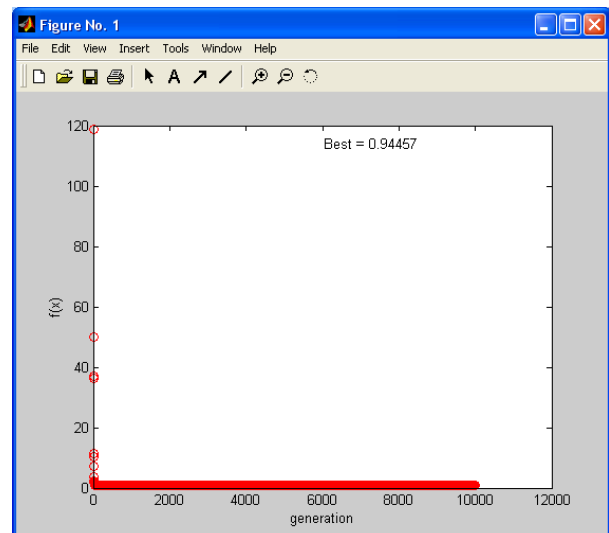 Figure No. 1
File Edit View Insert Tools Window Help
A
Best = 0.94457
120
100
80
60
40
20
0
f(x)
0 2000 4000 6000 8000 10000 12000
generation